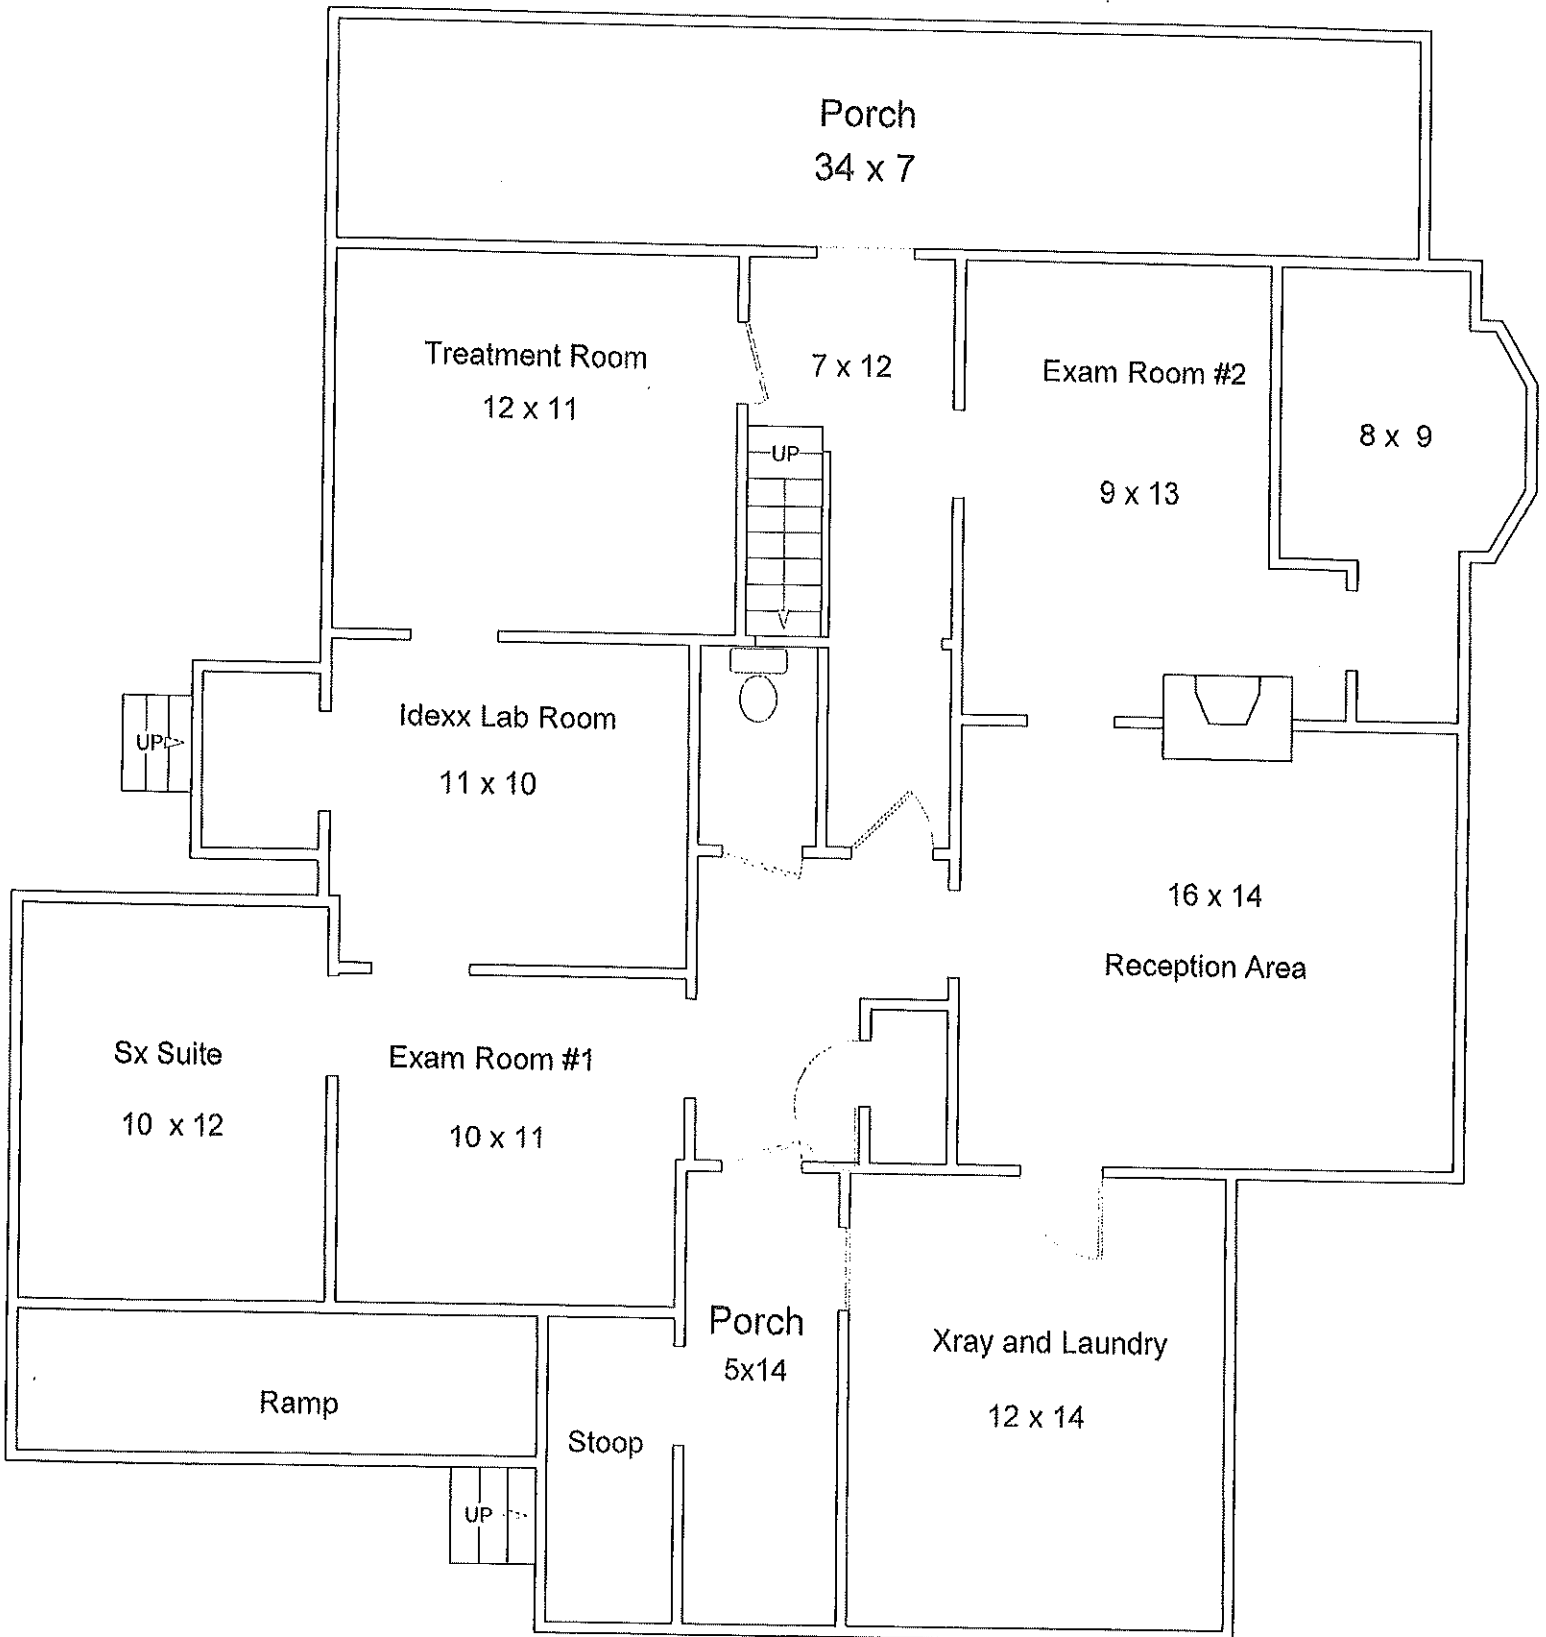 Porch
34 x 7
Treatment Room
12 x 11
7 x 12
Exam Room #2
9 x 13
8 x 9
UP
UP
Idexx Lab Room
11 x 10
16 x 14
Reception Area
Sx Suite
10 x 12
Exam Room #1
10 x 11
Porch
5x14
Xray and Laundry
12 x 14
Ramp
Stoop
UP